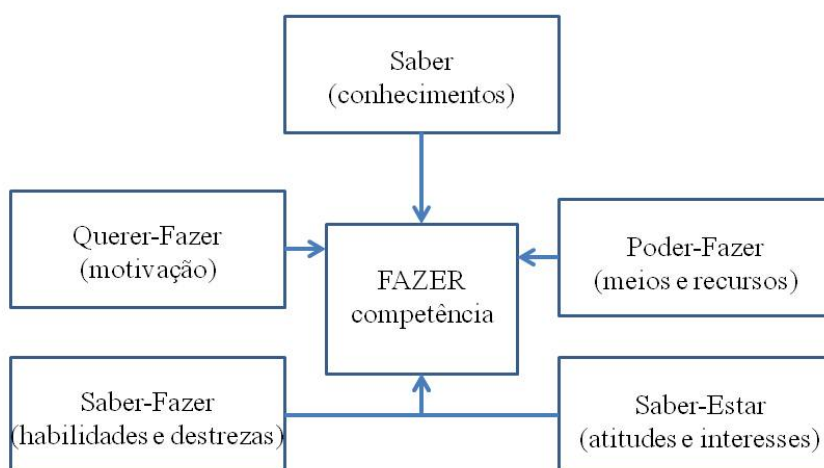 Saber
(conhecimentos)
Querer-Fazer
(motivação)
FAZER
competência
Poder-Fazer
(meios e recursos)
Saber-Fazer
(habilidades e destrezas)
Saber-Estar
(atitudes e interesses)